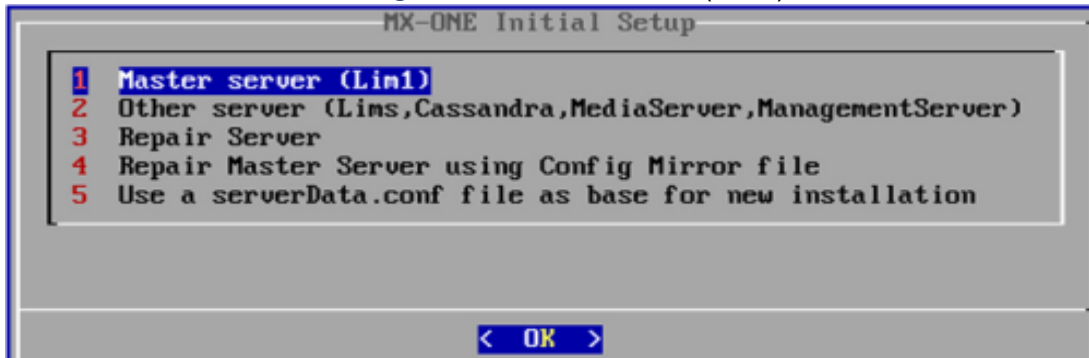 MX-ONE Initial Setup
1 Master server (Lim1)
2 Other server (Lims,Cassandra,MediaServer,ManagementServer)
3 Repair Server
4 Repair Master Server using Config Mirror file
5 Use a serverData.conf file as base for new installation
< OK >